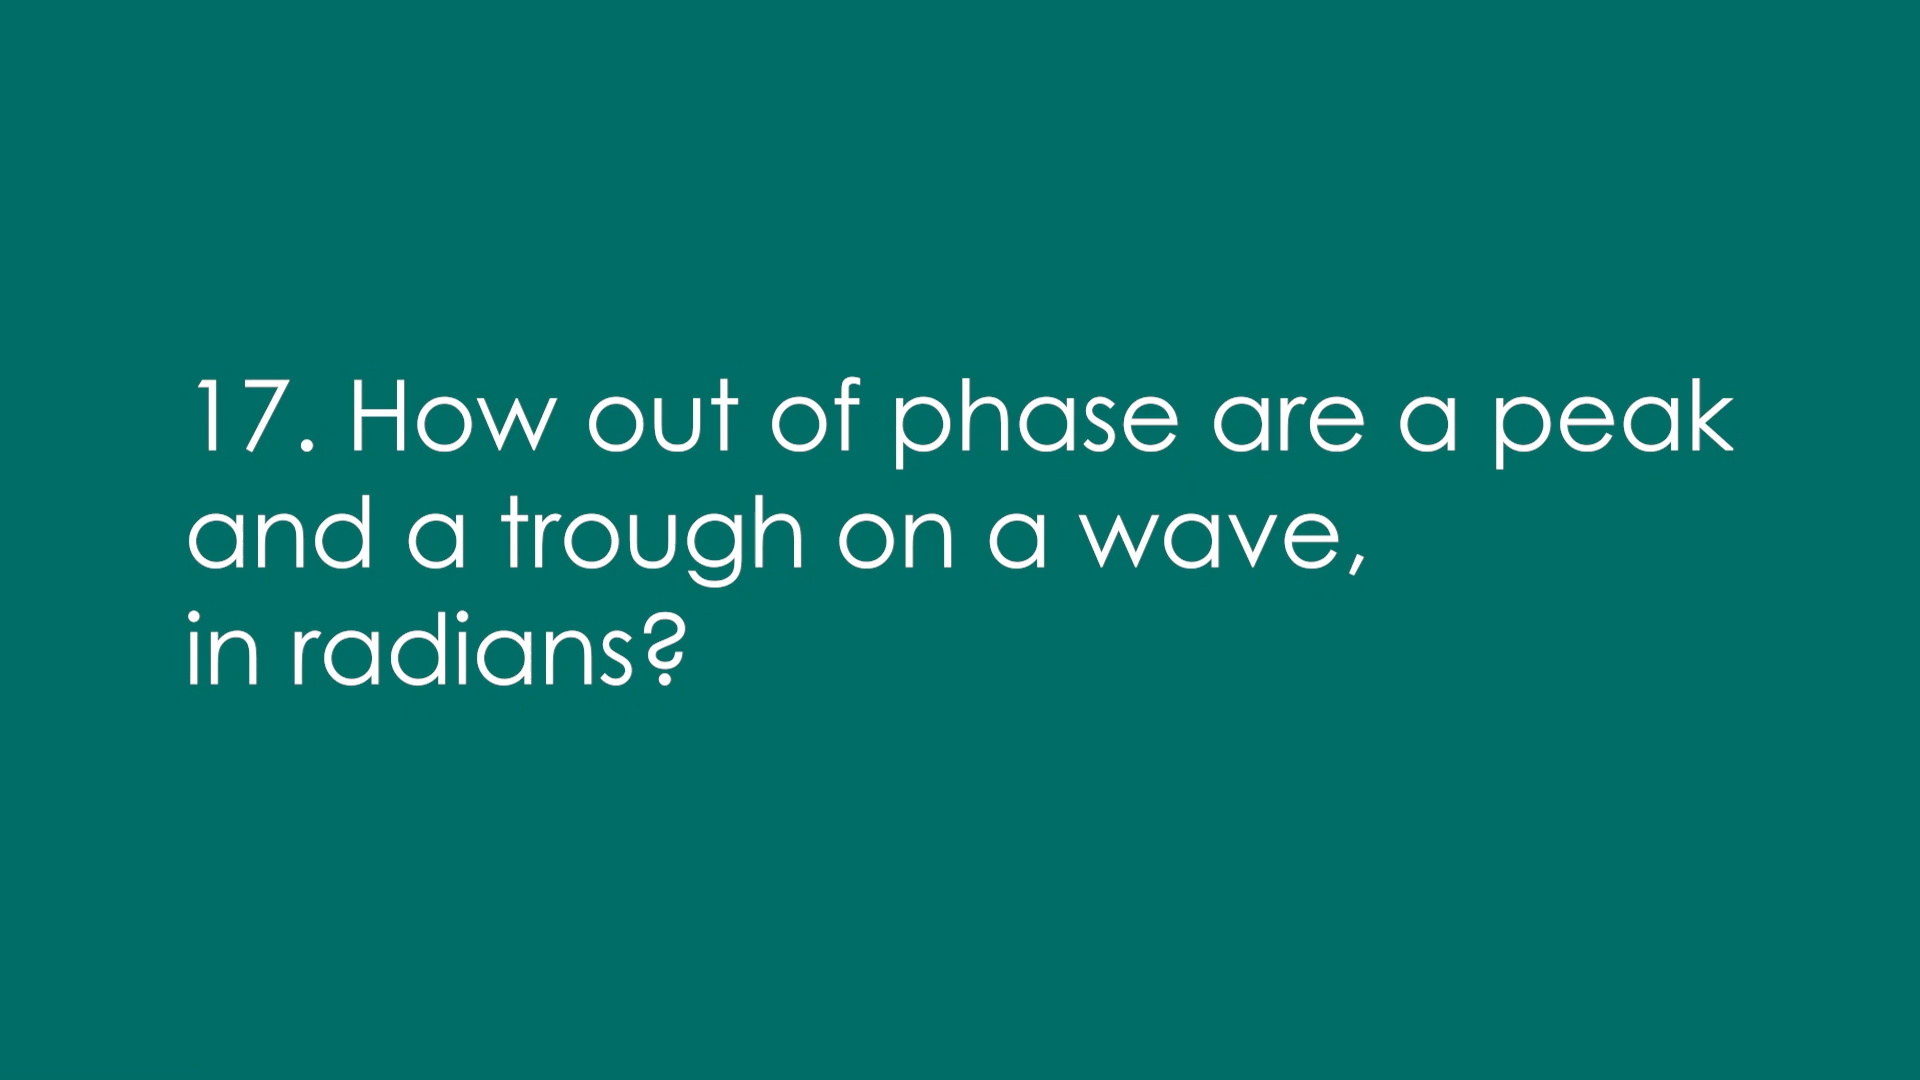 17. How out of phase are a peak
and a trough on a wave,
in radians?